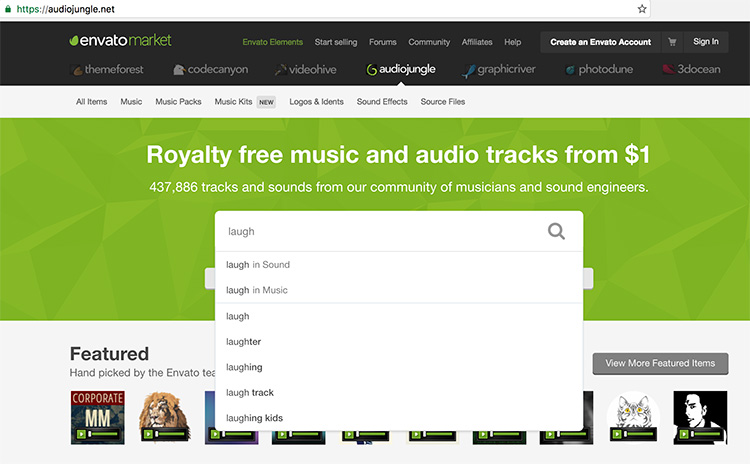 https://audiojungle.net
envatomarket
Envato Elements Start selling Forums Community Affiliates Help Create an Envato Account Sign In
themeforest codecanyon videohive audiojungle graphicriver photodune 3docean
All Items Music Music Packs Music Kits NEW Logos & Idents Sound Effects Source Files
Royalty free music and audio tracks from $1
437,886 tracks and sounds from our community of musicians and sound engineers.
laugh
laugh in Sound
laugh in Music
laugh
laughter
laughing
laugh track
laughing kids
Featured
Hand picked by the Envato tea
View More Featured Items
CORPORATE
MM